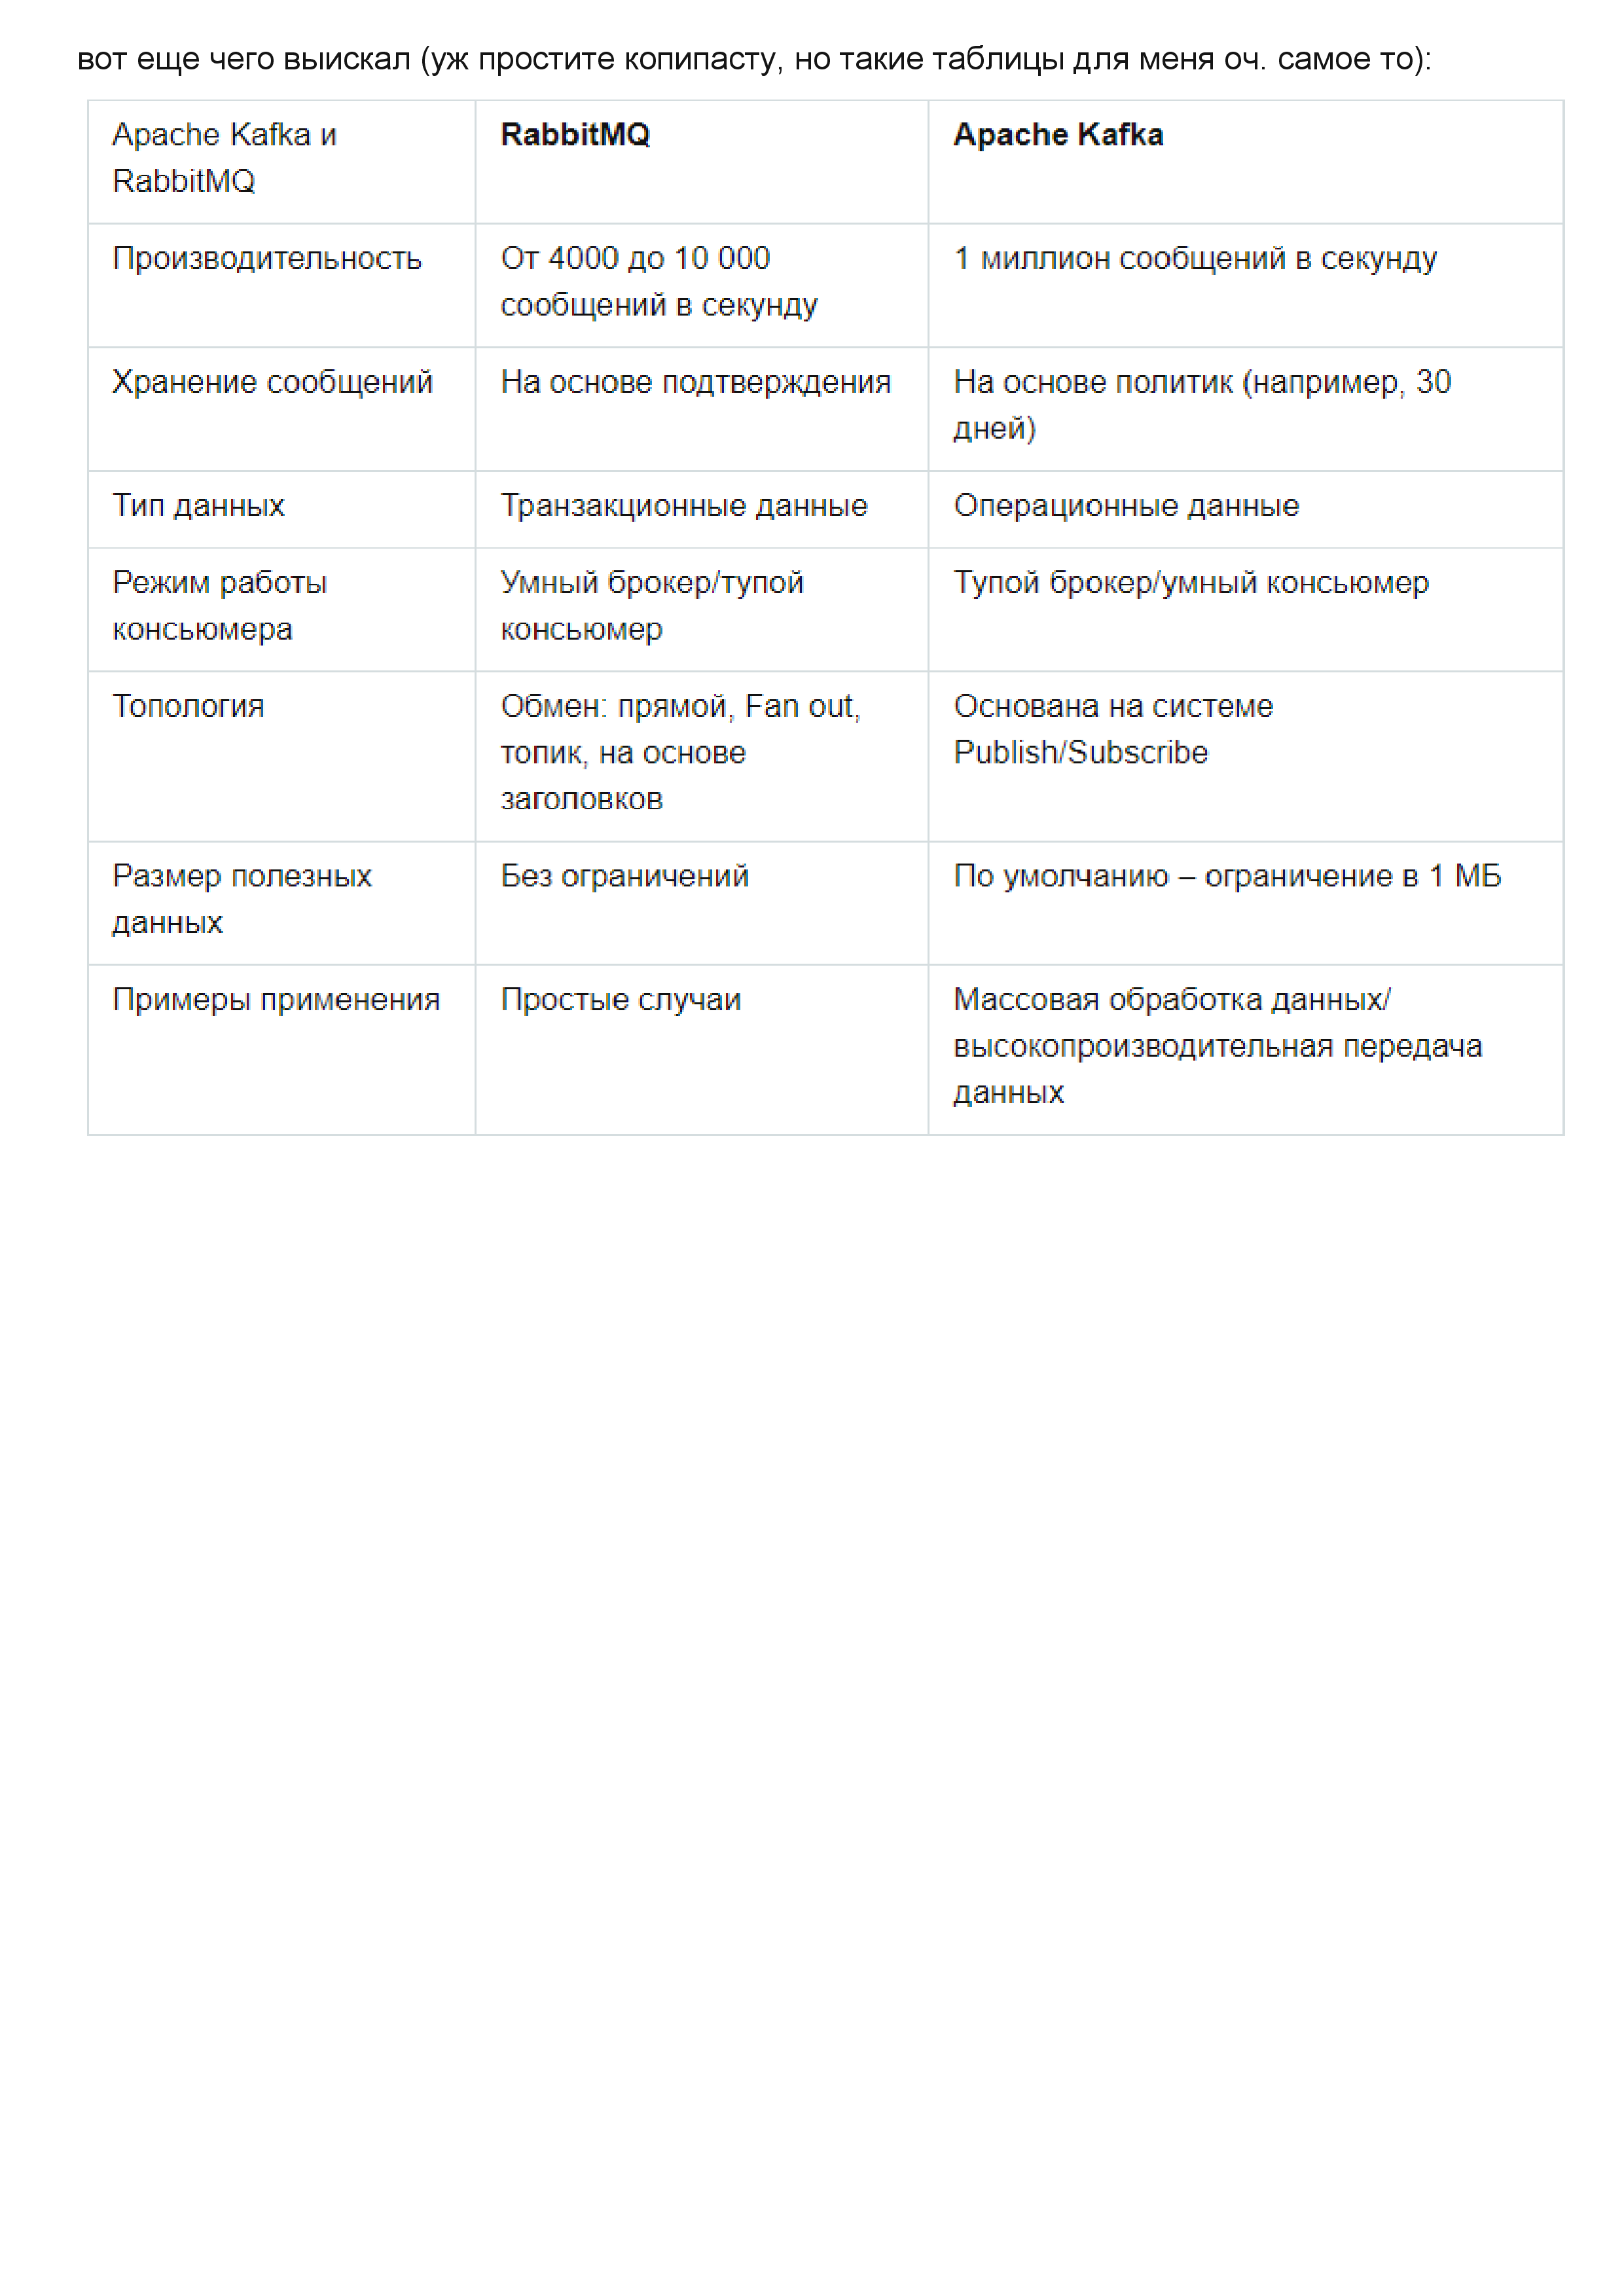 вот еще чего выискал (уж простите копипасту, но такие таблицы для меня оч. самое то):
Apache Kafka и
RabbitMQ
RabbitMQ
Apache Kafka
Производительность
От 4000 до 10 000
сообщений в секунду
1 миллион сообщений в секунду
Хранение сообщений
На основе подтверждения
На основе политик (например, 30
дней)
Тип данных
Транзакционные данные
Операционные данные
Режим работы
консьюмера
Умный брокер/тупой
консьюмер
Тупой брокер/умный консьюмер
Топология
Обмен: прямой, Fan out,
топик, на основе
заголовков
Основана на системе
Publish/Subscribe
Размер полезных
данных
Без ограничений
По умолчанию – ограничение в 1 МБ
Примеры применения
Простые случаи
Массовая обработка данных/
высокопроизводительная передача
данных